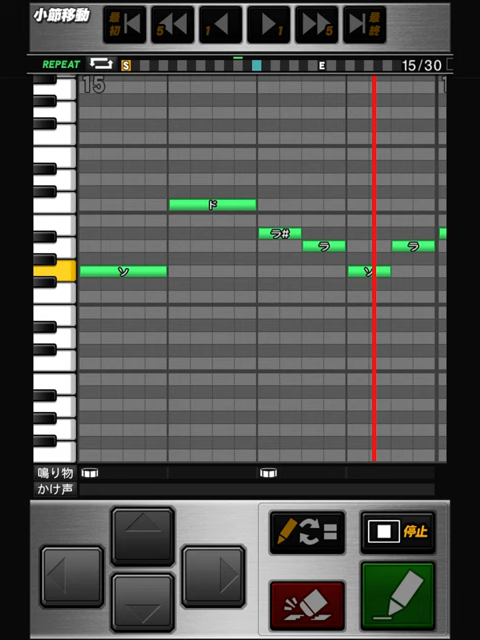 小節移動
最初
5
1
1
5
最終
REPEAT
S
E
15/30
15
ド
ラ#
ラ
ラ
ソ
ソ
鳴り物
かけ声
停止